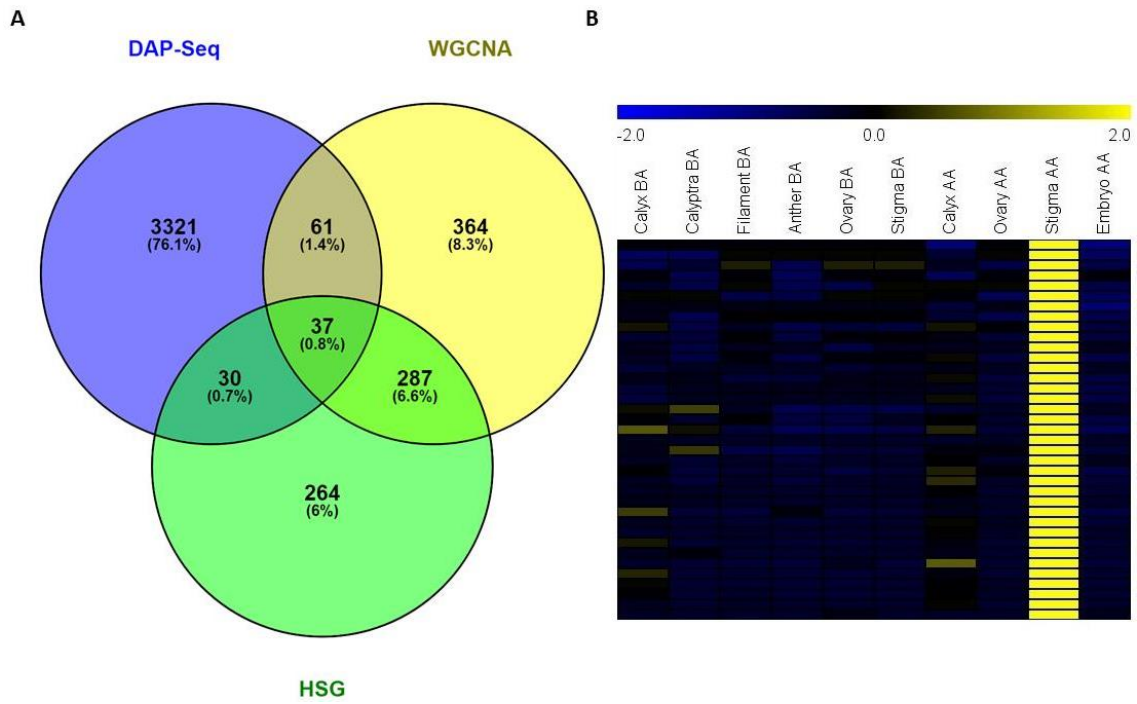 A
DAP-Seq
WGCNA
3321
(76.1%)
61
(1.4%)
364
(8.3%)
37
(0.8%)
30
(0.7%)
287
(6.6%)
264
(6%)
HSG
B
-2.0 0.0 2.0
Calyx BA
Calyptra BA
Filament BA
Anther BA
Ovary BA
Stigma BA
Calyx AA
Ovary AA
Stigma AA
Embryo AA